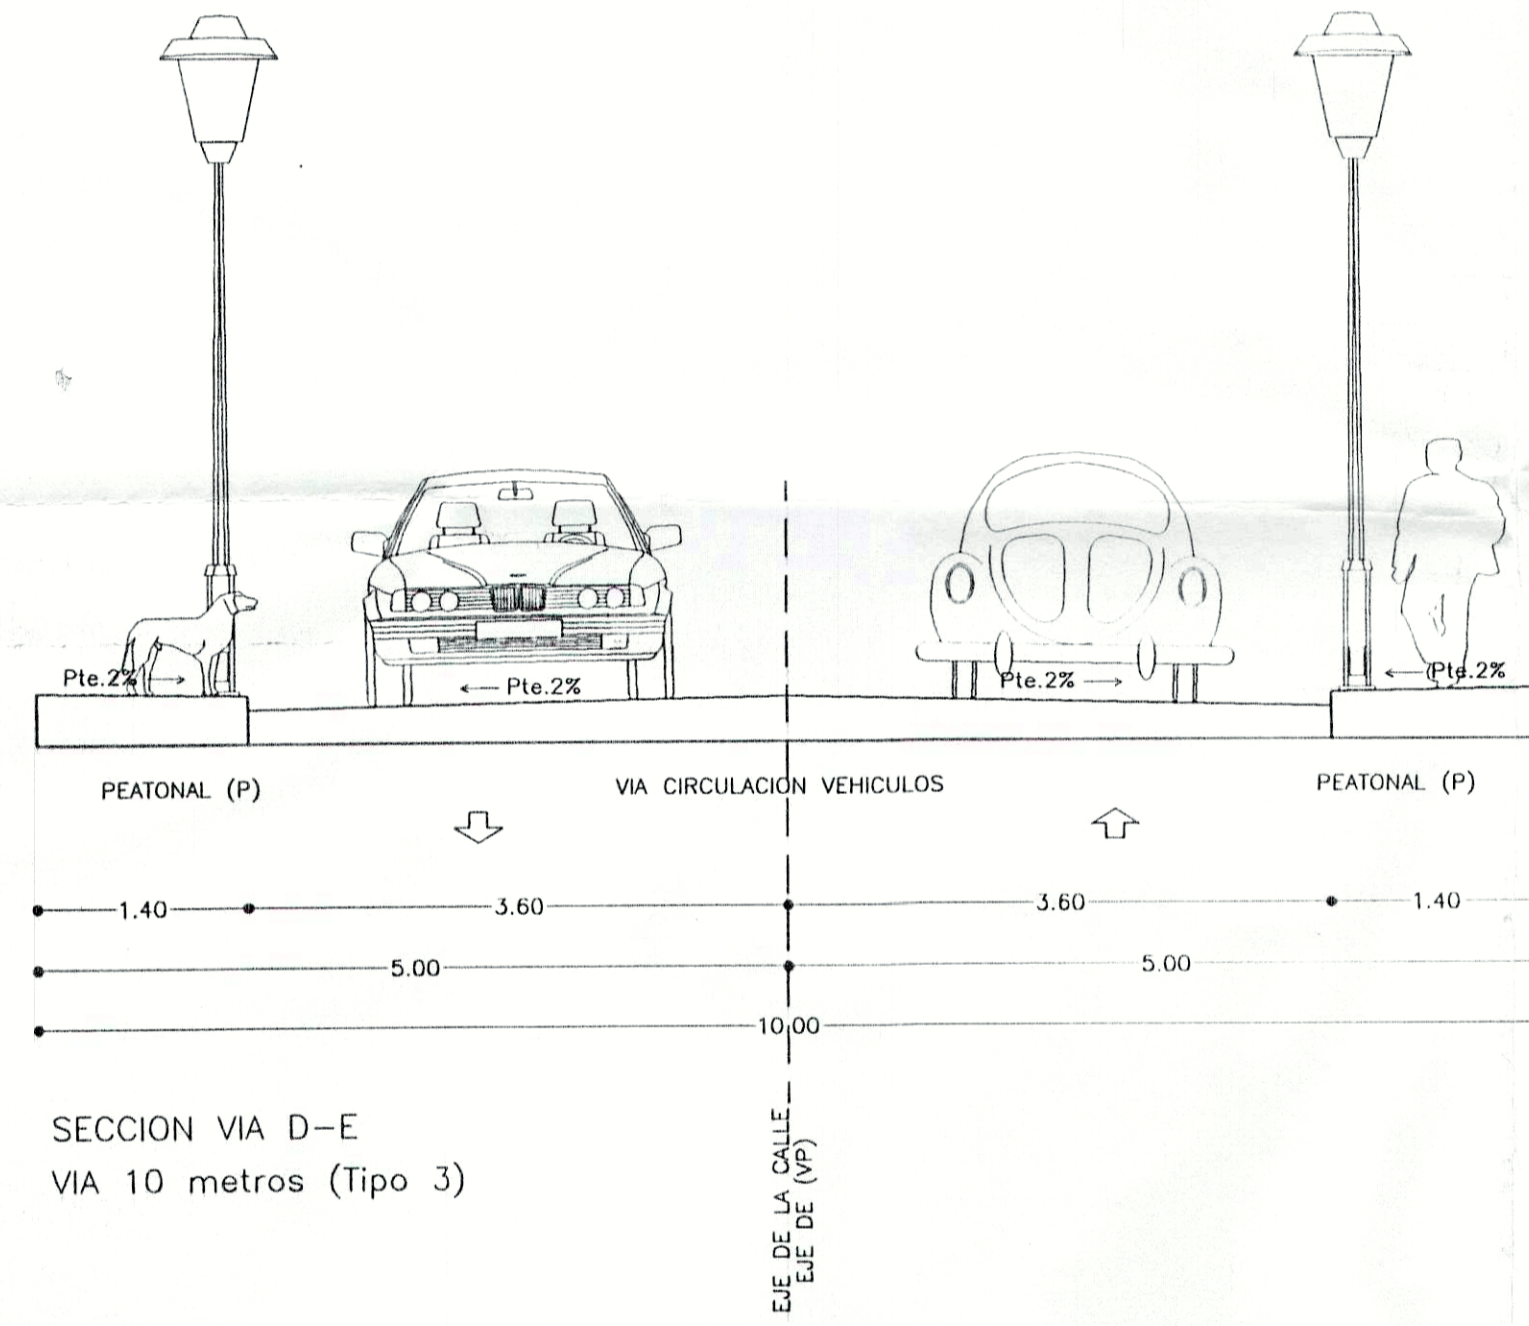 Pte.2% →
← Pte.2%
Pte.2% →
← Pte.2%
PEATONAL (P)
VIA CIRCULACION VEHICULOS
PEATONAL (P)
1.40
3.60
3.60
1.40
5.00
5.00
10.00
SECCION VIA D-E
VIA 10 metros (Tipo 3)
EJE DE LA CALLE
EJE DE (VP)